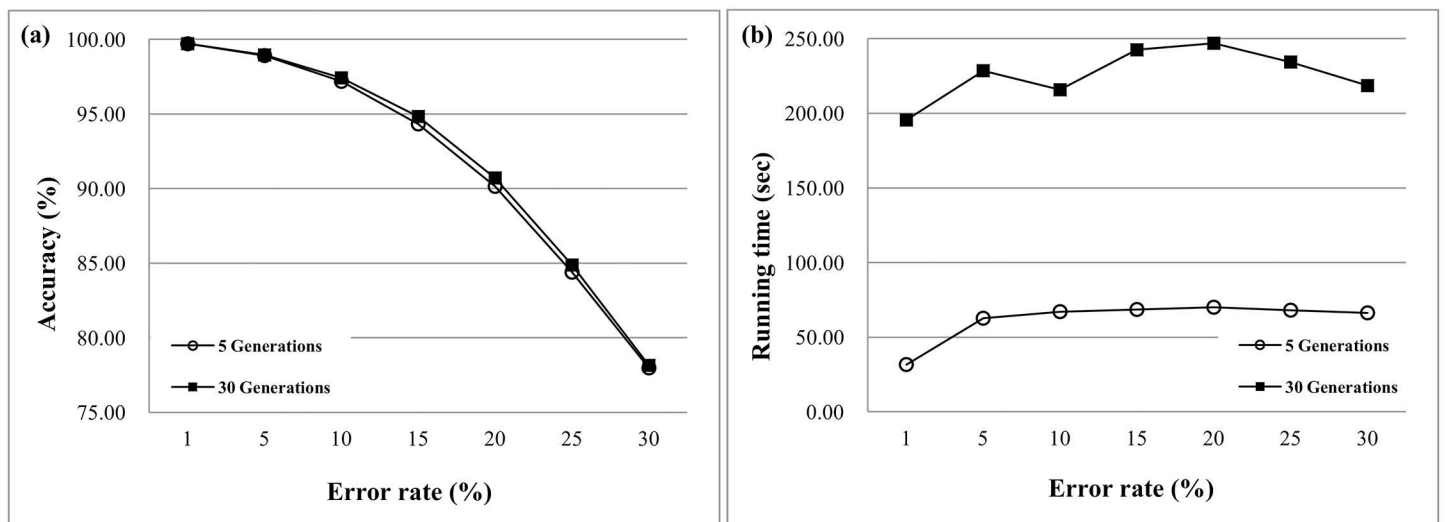 (a)
100.00
95.00
90.00
85.00
80.00
75.00
Accuracy (%)
5 Generations
30 Generations
1 5 10 15 20 25 30
Error rate (%)
(b)
250.00
200.00
150.00
100.00
50.00
0.00
Running time (sec)
5 Generations
30 Generations
1 5 10 15 20 25 30
Error rate (%)